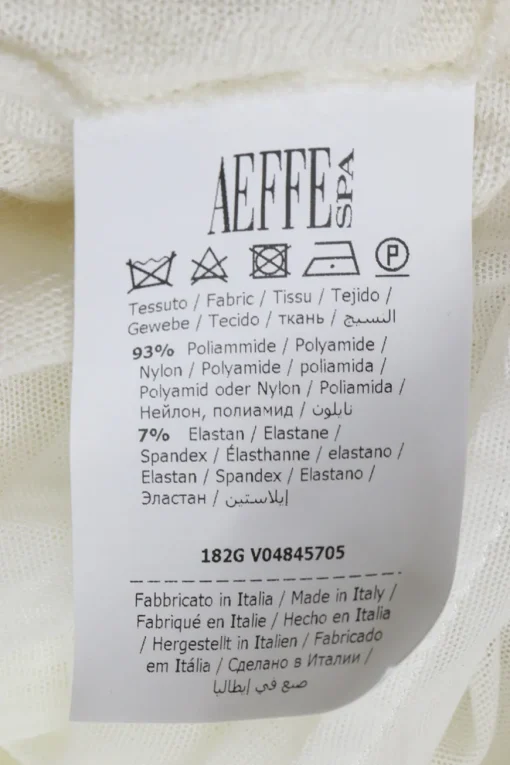 AEFFE SPA
P
Tessuto / Fabric / Tissu / Tejido /
Gewebe / Tecido / ткань / النسيج
93% Poliammide / Polyamide /
Nylon / Polyamide / poliamida /
Polyamid oder Nylon / Poliamida /
Нейлон, полиамид / نايلون
7% Elastan / Elastane /
Spandex / Élasthanne / elastano /
Elastan / Spandex / Elastano /
Эластан / إيلاستين
182G V04845705
Fabbricato in Italia / Made in Italy /
Fabriqué en Italie / Hecho en Italia
/ Hergestellt in Italien / Fabricado
em Itália / Сделано в Италии /
صنع في إيطاليا